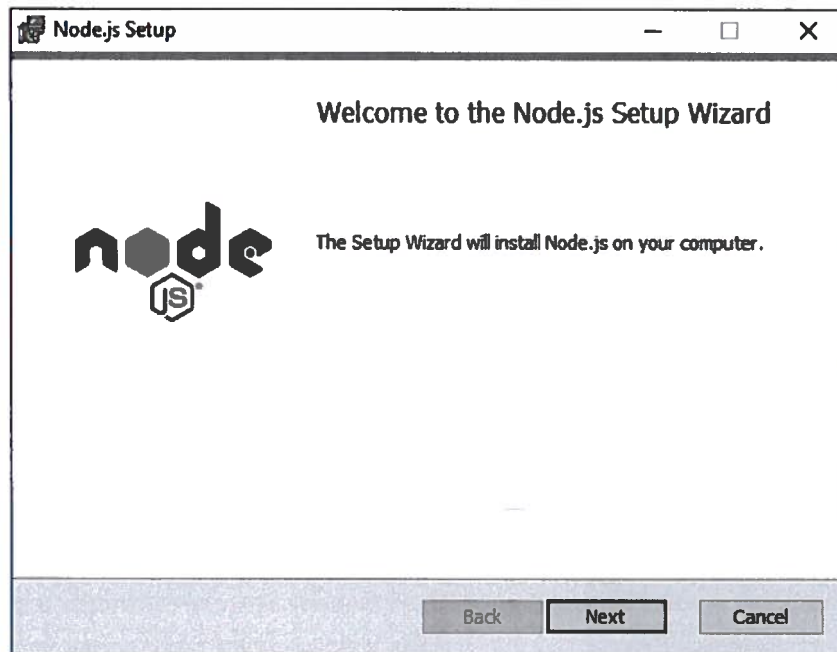 Node.js Setup
Welcome to the Node.js Setup Wizard
node
JS
The Setup Wizard will install Node.js on your computer.
Back
Next
Cancel